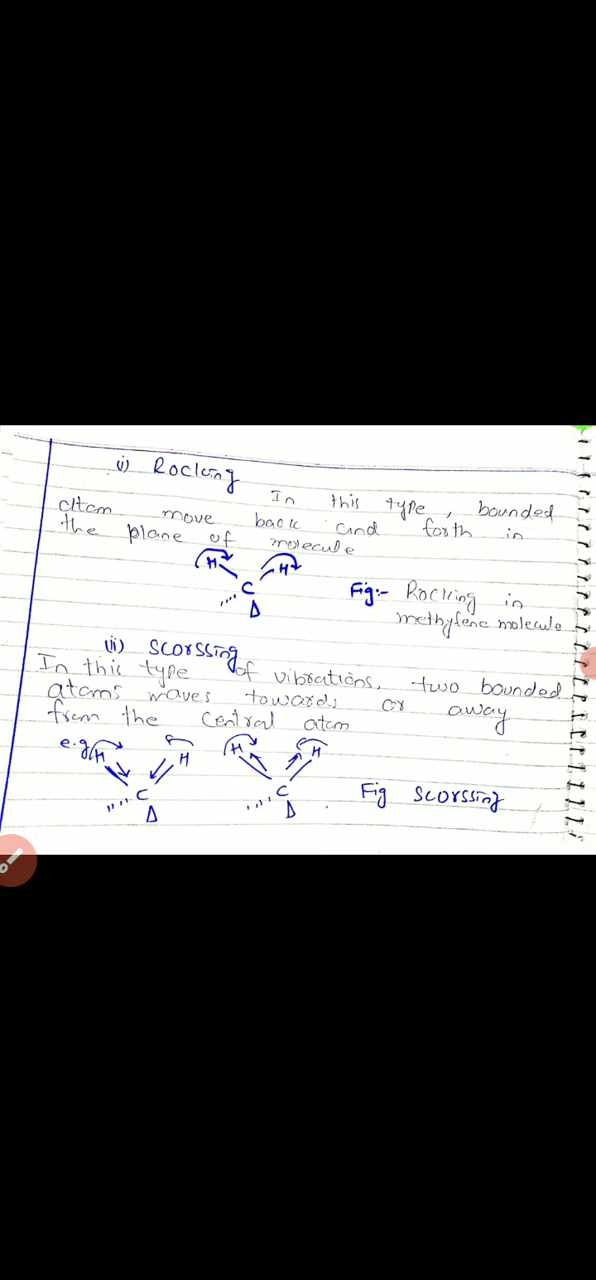 (i) Rocking
In this type, bounded
atom move back and forth in
the plane of molecule
H H
C
Fig:- Rocking in
methylene molecule
(ii) Scorssing
In this type of vibrations, two bounded
atoms waves towards or away
from the central atom
e.g H H H H
C C
Fig Scorssing